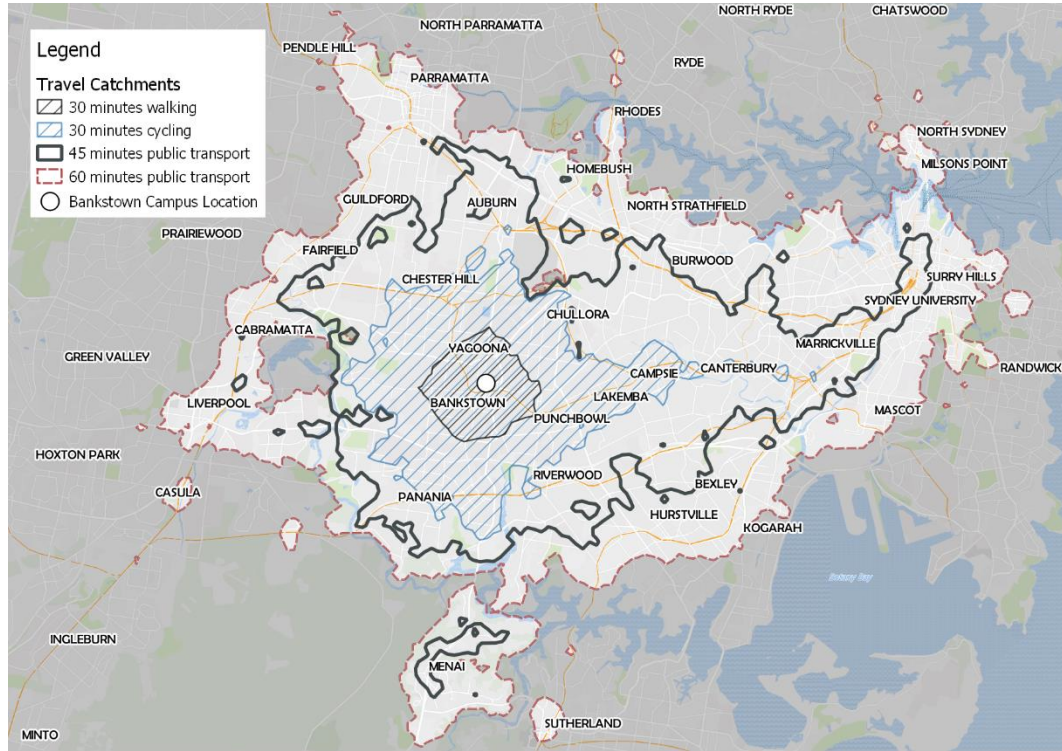 NORTH RYDE
CHATSWOOD
NORTH PARRAMATTA
Legend
PENDLE HILL
RYDE
Travel Catchments
PARRAMATTA
30 minutes walking
30 minutes cycling
RHODES
45 minutes public transport
NORTH SYDNEY
60 minutes public transport
MILSONS POINT
HOMEBUSH
Bankstown Campus Location
GUILDFORD
AUBURN
NORTH STRATHFIELD
PRAIRIEWOOD
FAIRFIELD
BURWOOD
CHESTER HILL
SURRY HILLS
SYDNEY UNIVERSITY
CHULLORA
CABRAMATTA
MARRICKVILLE
YAGOONA
GREEN VALLEY
CANTERBURY
RANDWICK
CAMPSIE
LIVERPOOL
BANKSTOWN
LAKEMBA
MASCOT
PUNCHBOWL
HOXTON PARK
RIVERWOOD
BEXLEY
CASULA
PANANIA
HURSTVILLE
KOGARAH
Botany Bay
INGLEBURN
MENAI
SUTHERLAND
MINTO